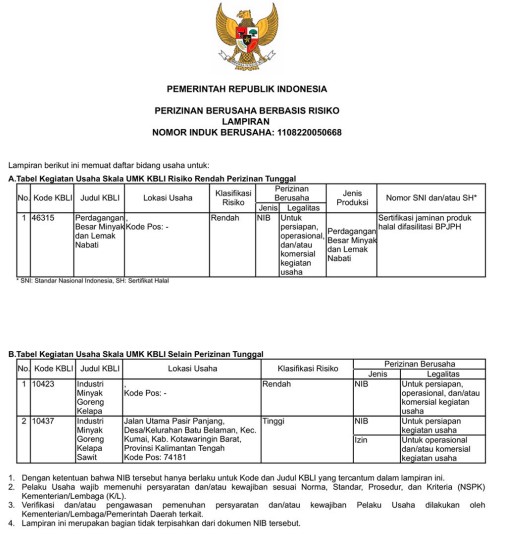 PEMERINTAH REPUBLIK INDONESIA
PERIZINAN BERUSAHA BERBASIS RISIKO
LAMPIRAN
NOMOR INDUK BERUSAHA: 1108220050668
Lampiran berikut ini memuat daftar bidang usaha untuk:
A.Tabel Kegiatan Usaha Skala UMK KBLI Risiko Rendah Perizinan Tunggal
No. Kode KBLI Judul KBLI Lokasi Usaha Klasifikasi Risiko Perizinan Berusaha Jenis Produksi Nomor SNI dan/atau SH*
Jenis Legalitas
1 46315 Perdagangan Besar Minyak dan Lemak Nabati , Kode Pos: - Rendah NIB Untuk persiapan, operasional, dan/atau komersial kegiatan usaha Perdagangan Besar Minyak dan Lemak Nabati Sertifikasi jaminan produk halal difasilitasi BPJPH
* SNI: Standar Nasional Indonesia, SH: Sertifikat Halal
B.Tabel Kegiatan Usaha Skala UMK KBLI Selain Perizinan Tunggal
No. Kode KBLI Judul KBLI Lokasi Usaha Klasifikasi Risiko Perizinan Berusaha
Jenis Legalitas
1 10423 Industri Minyak Goreng Kelapa , Kode Pos: - Rendah NIB Untuk persiapan, operasional, dan/atau komersial kegiatan usaha
2 10437 Industri Minyak Goreng Kelapa Sawit Jalan Utama Pasir Panjang, Desa/Kelurahan Batu Belaman, Kec. Kumai, Kab. Kotawaringin Barat, Provinsi Kalimantan Tengah Kode Pos: 74181 Tinggi NIB Untuk persiapan kegiatan usaha
Izin Untuk operasional dan/atau komersial kegiatan usaha
1. Dengan ketentuan bahwa NIB tersebut hanya berlaku untuk Kode dan Judul KBLI yang tercantum dalam lampiran ini.
2. Pelaku Usaha wajib memenuhi persyaratan dan/atau kewajiban sesuai Norma, Standar, Prosedur, dan Kriteria (NSPK)
Kementerian/Lembaga (K/L).
3. Verifikasi dan/atau pengawasan pemenuhan persyaratan dan/atau kewajiban Pelaku Usaha dilakukan oleh
Kementerian/Lembaga/Pemerintah Daerah terkait.
4. Lampiran ini merupakan bagian tidak terpisahkan dari dokumen NIB tersebut.